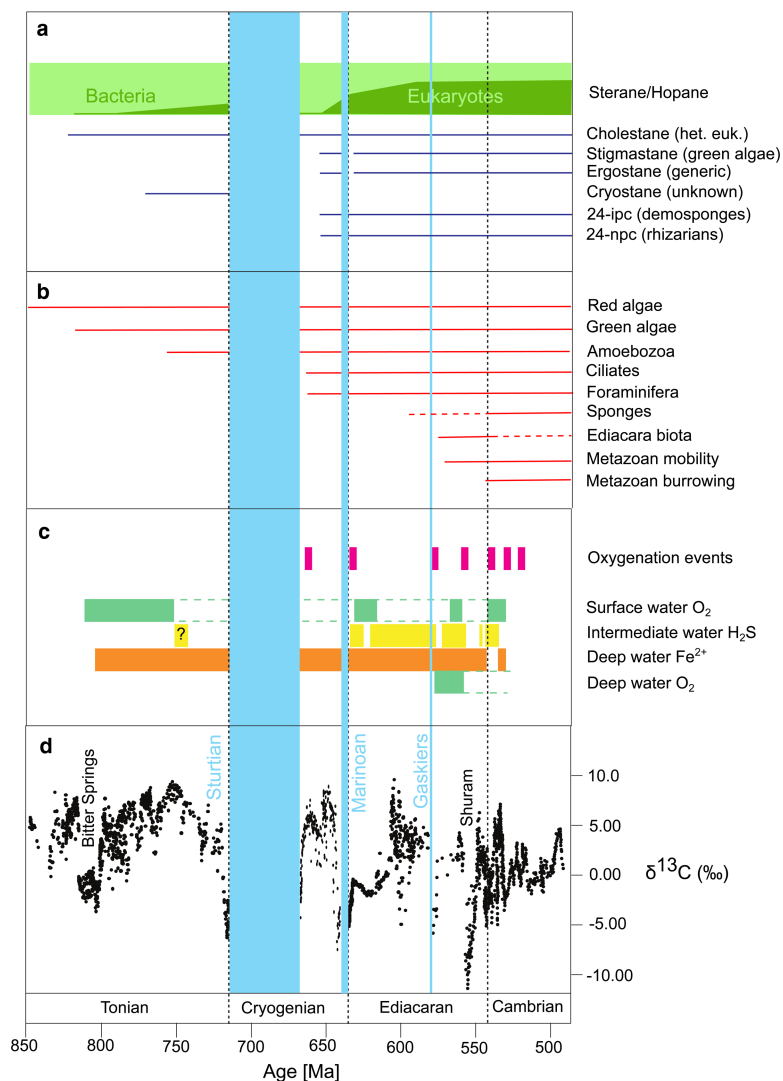 a
Bacteria
Eukaryotes
Sterane/Hopane
Cholestane (het. euk.)
Stigmastane (green algae)
Ergostane (generic)
Cryostane (unknown)
24-ipc (demosponges)
24-npc (rhizarians)
b
Red algae
Green algae
Amoebozoa
Ciliates
Foraminifera
Sponges
Ediacara biota
Metazoan mobility
Metazoan burrowing
c
Oxygenation events
Surface water O₂
?
Intermediate water H₂S
Deep water Fe²⁺
Deep water O₂
d
Bitter Springs
Sturtian
Marinoan
Gaskiers
Shuram
10.0
5.00
0.00
-5.00
-10.00
δ¹³C (‰)
Tonian
Cryogenian
Ediacaran
Cambrian
850
800
750
700
650
600
550
500
Age [Ma]